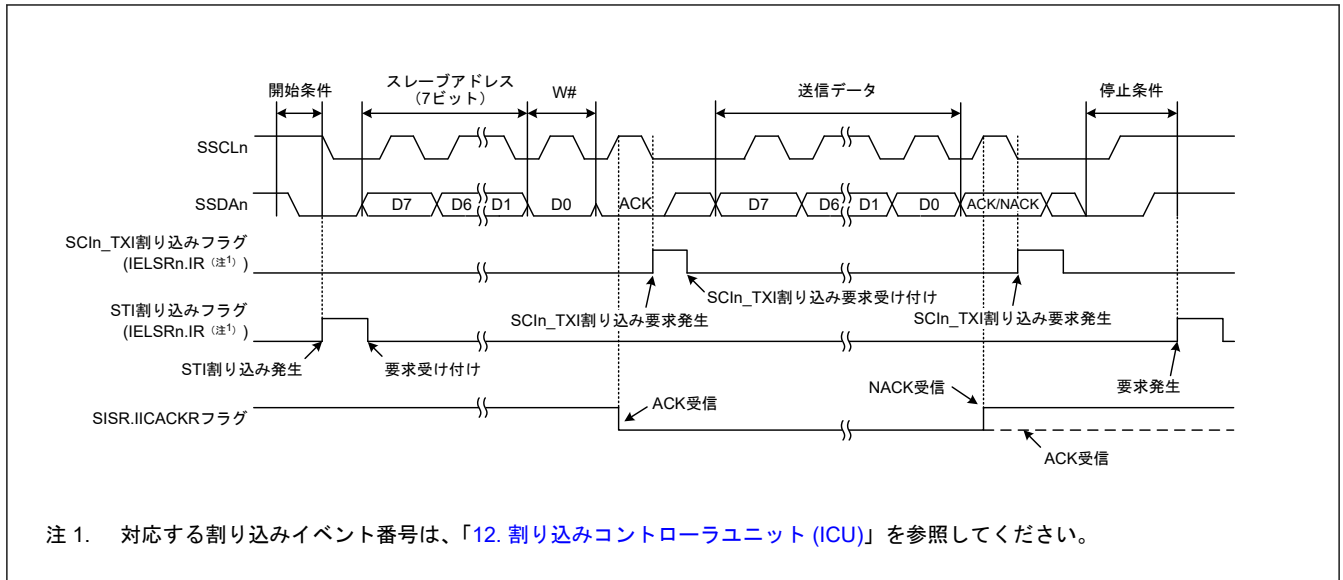 開始条件
スレーブアドレス
（7ビット）
W#
送信データ
停止条件
SSCLn
SSDAn
D7
D6
D1
D0
ACK
D7
D6
D1
D0
ACK/NACK
SCIn_TXI割り込みフラグ
(IELSRn.IR（注1）)
SCIn_TXI割り込み要求受け付け
SCIn_TXI割り込み要求発生
SCIn_TXI割り込み要求発生
STI割り込みフラグ
(IELSRn.IR（注1）)
STI割り込み発生
要求受け付け
要求発生
SISR.IICACKRフラグ
ACK受信
NACK受信
ACK受信
注 1. 対応する割り込みイベント番号は、「12. 割り込みコントローラユニット (ICU)」を参照してください。